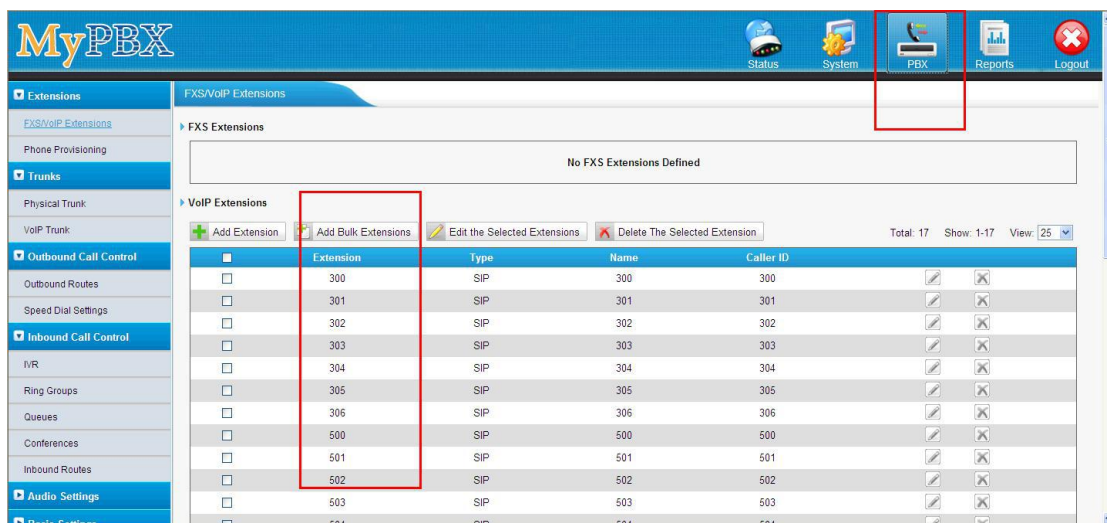 MyPBX
Status System PBX Reports Logout
Extensions
FXS/VoIP Extensions
Phone Provisioning
Trunks
Physical Trunk
VoIP Trunk
Outbound Call Control
Outbound Routes
Speed Dial Settings
Inbound Call Control
IVR
Ring Groups
Queues
Conferences
Inbound Routes
Audio Settings
Basic Settings
FXS/VoIP Extensions
FXS Extensions
No FXS Extensions Defined
VoIP Extensions
Add Extension Add Bulk Extensions Edit the Selected Extensions Delete The Selected Extension Total: 17 Show: 1-17 View: 25
Extension Type Name Caller ID
300 SIP 300 300
301 SIP 301 301
302 SIP 302 302
303 SIP 303 303
304 SIP 304 304
305 SIP 305 305
306 SIP 306 306
500 SIP 500 500
501 SIP 501 501
502 SIP 502 502
503 SIP 503 503
504 SIP 504 504